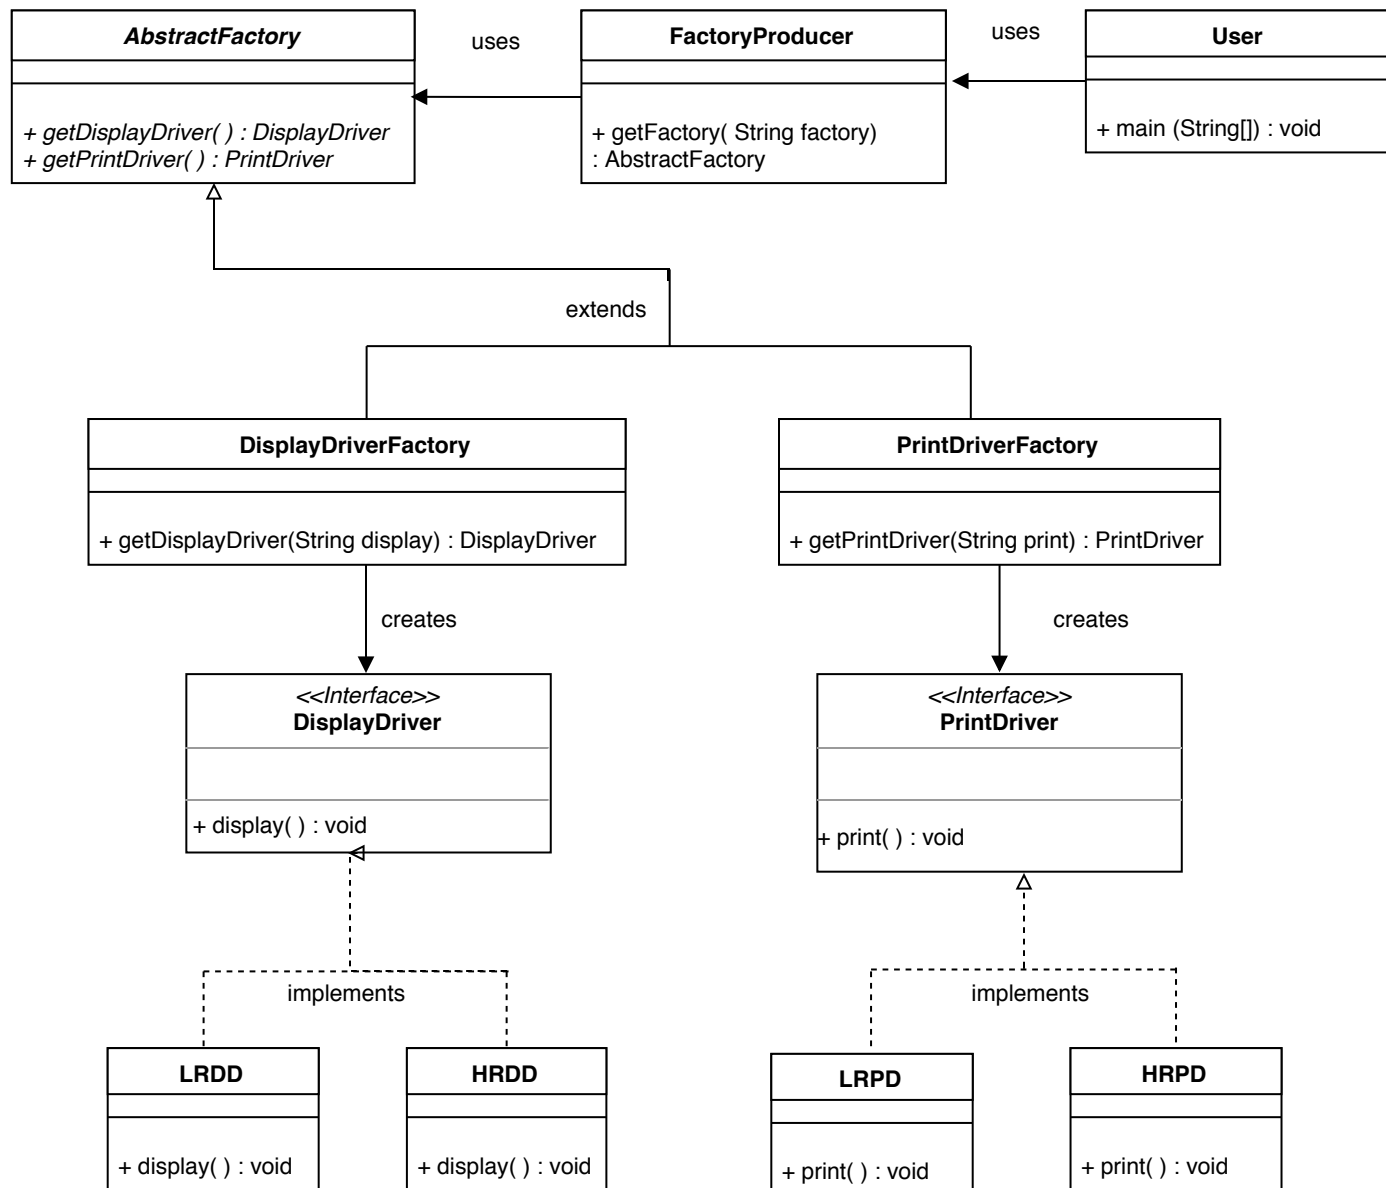 AbstractFactory
+ getDisplayDriver( ) : DisplayDriver
+ getPrintDriver( ) : PrintDriver
uses
FactoryProducer
+ getFactory( String factory)
: AbstractFactory
uses
User
+ main (String[]) : void
extends
DisplayDriverFactory
+ getDisplayDriver(String display) : DisplayDriver
PrintDriverFactory
+ getPrintDriver(String print) : PrintDriver
creates
creates
<<Interface>>
DisplayDriver
+ display( ) : void
<<Interface>>
PrintDriver
+ print( ) : void
implements
implements
LRDD
+ display( ) : void
HRDD
+ display( ) : void
LRPD
+ print( ) : void
HRPD
+ print( ) : void